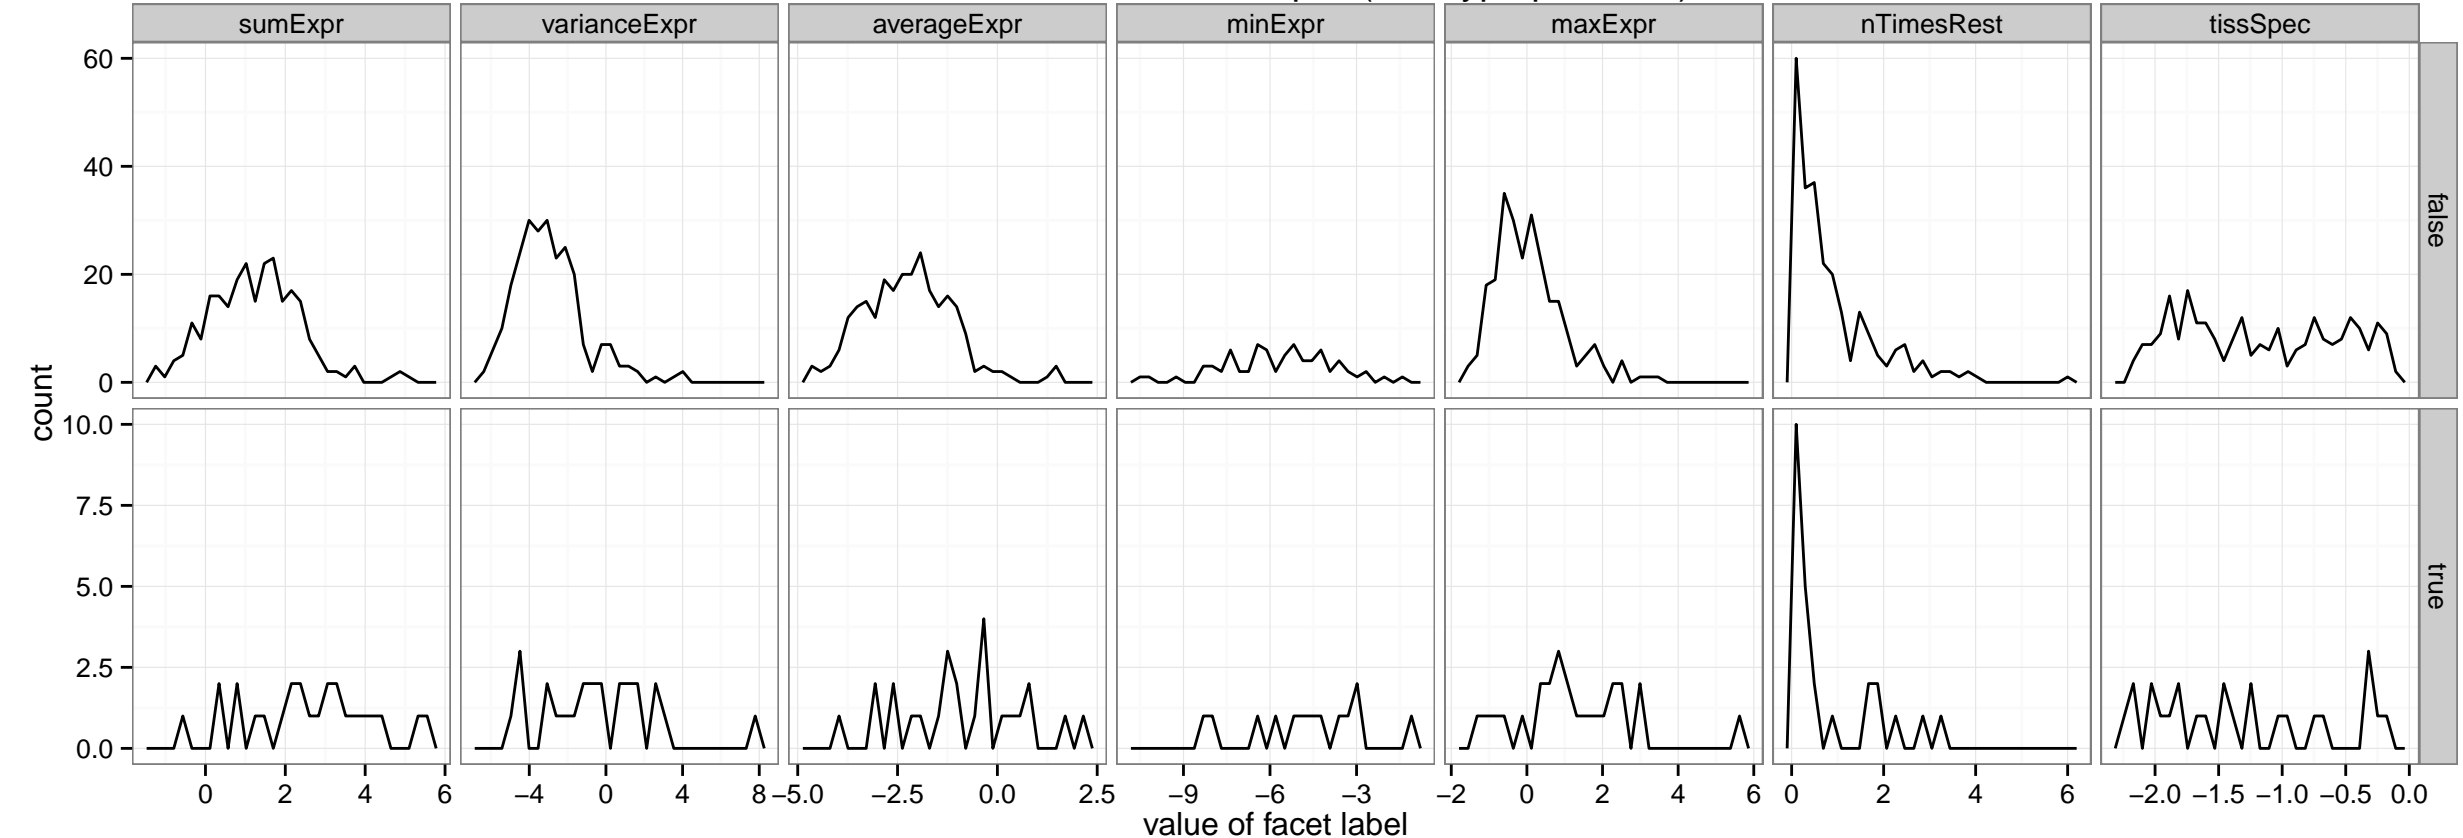 sumExpr varianceExpr averageExpr minExpr maxExpr nTimesRest tissSpec
60
40
20
0
false
count
10.0
7.5
5.0
2.5
0.0
true
0 2 4 6 −4 0 4 8 −5.0 −2.5 0.0 2.5 −9 −6 −3 −2 0 2 4 6 0 2 4 6 −2.0 −1.5 −1.0 −0.5 0.0
value of facet label